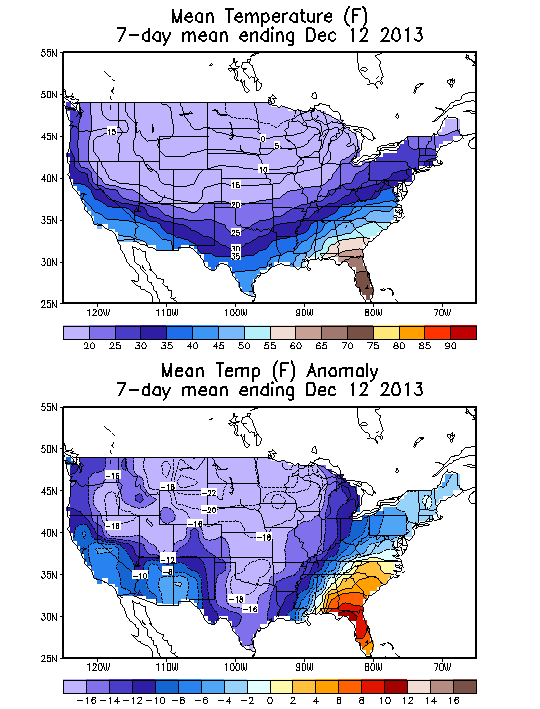 Mean Temperature (F)
7-day mean ending Dec 12 2013
55N
50N
45N
40N
35N
30N
25N
15
0
5
10
15
20
25
30
35
120W 110W 100W 90W 80W 70W
20 25 30 35 40 45 50 55 60 65 70 75 80 85 90
Mean Temp (F) Anomaly
7-day mean ending Dec 12 2013
55N
50N
45N
40N
35N
30N
25N
-16
-22
-20
-16
-18
-12
-10
-16
120W 110W 100W 90W 80W 70W
-16 -14 -12 -10 -8 -6 -4 -2 0 2 4 6 8 10 12 14 16